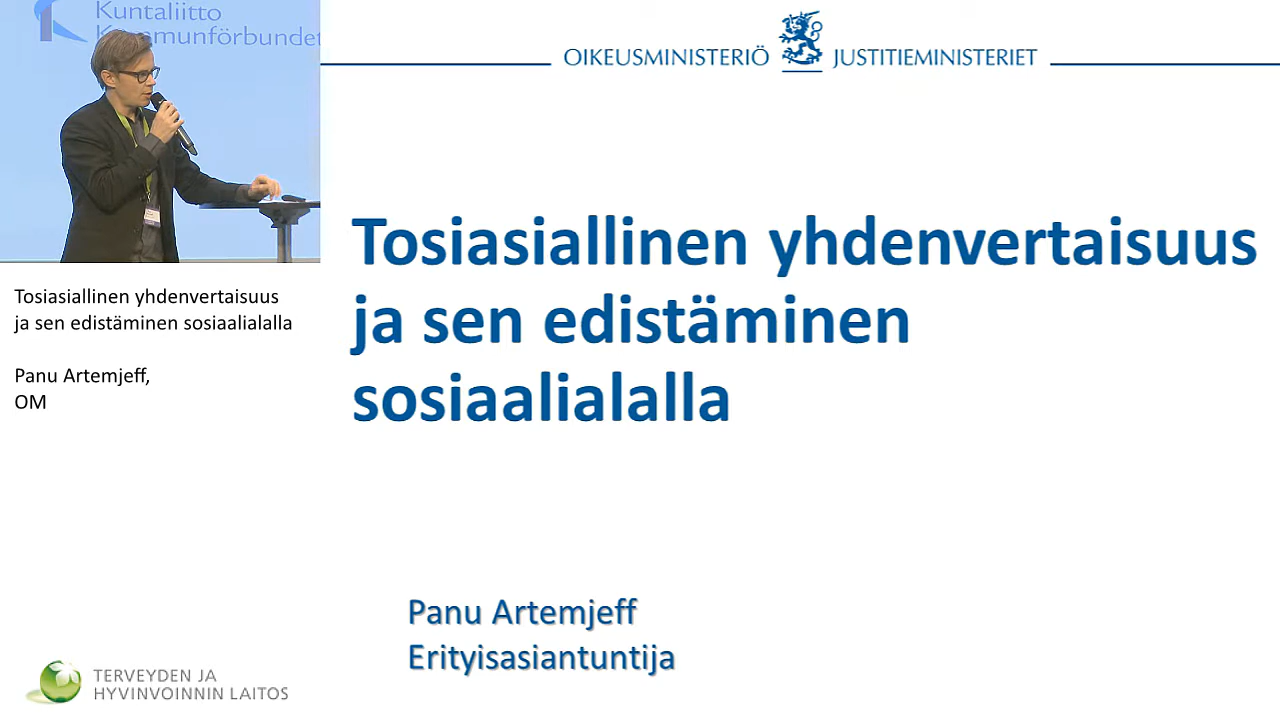 Kuntaliitto
Kommunförbundet
OIKEUSMINISTERIÖ JUSTITIEMINISTERIET
Tosiasiallinen yhdenvertaisuus
ja sen edistäminen
sosiaalialalla
Tosiasiallinen yhdenvertaisuus
ja sen edistäminen sosiaalialalla
Panu Artemjeff,
OM
Panu Artemjeff
Erityisasiantuntija
TERVEYDEN JA
HYVINVOINNIN LAITOS